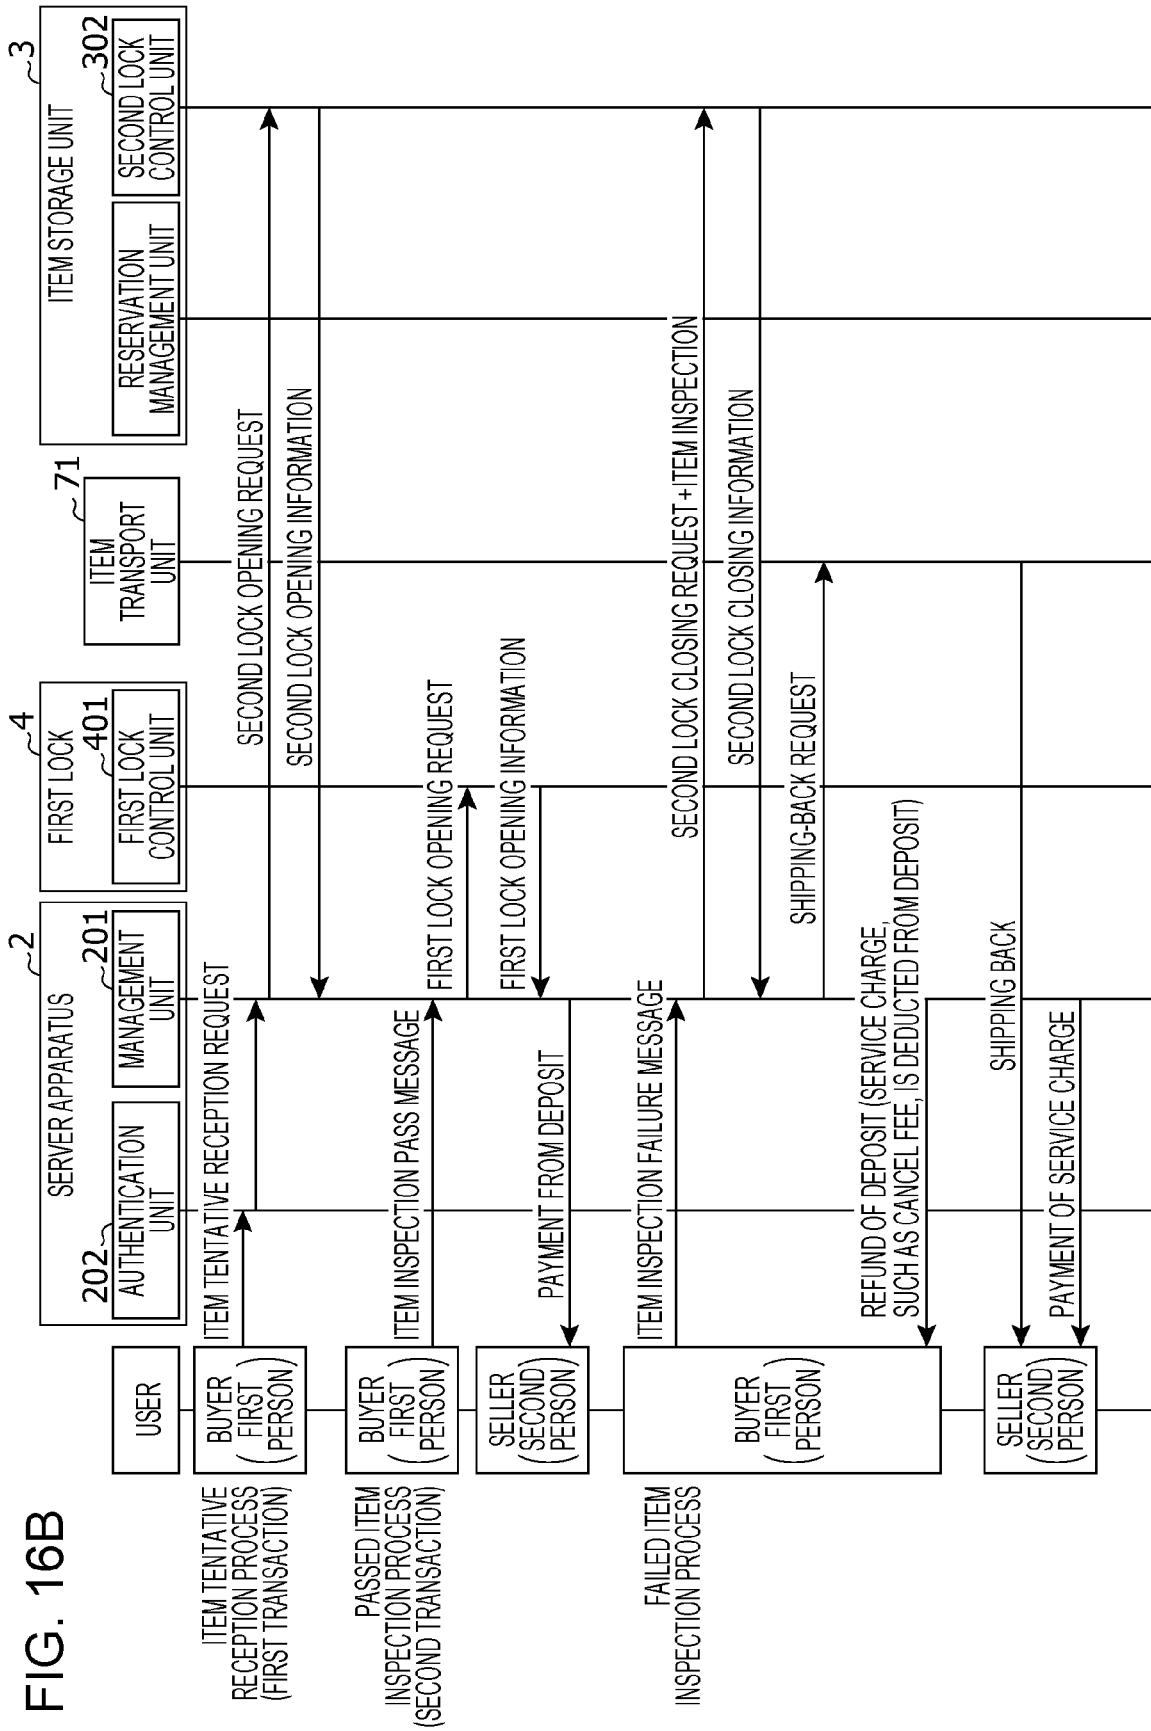 FIG. 16B
USER
SERVER APPARATUS
2
202
AUTHENTICATION
UNIT
201
MANAGEMENT
UNIT
FIRST LOCK
4
401
FIRST LOCK
CONTROL UNIT
71
ITEM
TRANSPORT
UNIT
ITEM STORAGE UNIT
3
RESERVATION
MANAGEMENT UNIT
302
SECOND LOCK
CONTROL UNIT
ITEM TENTATIVE
RECEPTION PROCESS
(FIRST TRANSACTION)
BUYER
(FIRST
PERSON)
ITEM TENTATIVE RECEPTION REQUEST
SECOND LOCK OPENING REQUEST
SECOND LOCK OPENING INFORMATION
PASSED ITEM
INSPECTION PROCESS
(SECOND TRANSACTION)
BUYER
(FIRST
PERSON)
ITEM INSPECTION PASS MESSAGE
FIRST LOCK OPENING REQUEST
FIRST LOCK OPENING INFORMATION
SELLER
(SECOND
PERSON)
PAYMENT FROM DEPOSIT
FAILED ITEM
INSPECTION PROCESS
BUYER
(FIRST
PERSON)
ITEM INSPECTION FAILURE MESSAGE
SECOND LOCK CLOSING REQUEST+ITEM INSPECTION
SECOND LOCK CLOSING INFORMATION
SHIPPING-BACK REQUEST
REFUND OF DEPOSIT (SERVICE CHARGE,
SUCH AS CANCEL FEE, IS DEDUCTED FROM DEPOSIT)
SELLER
(SECOND
PERSON)
SHIPPING BACK
PAYMENT OF SERVICE CHARGE